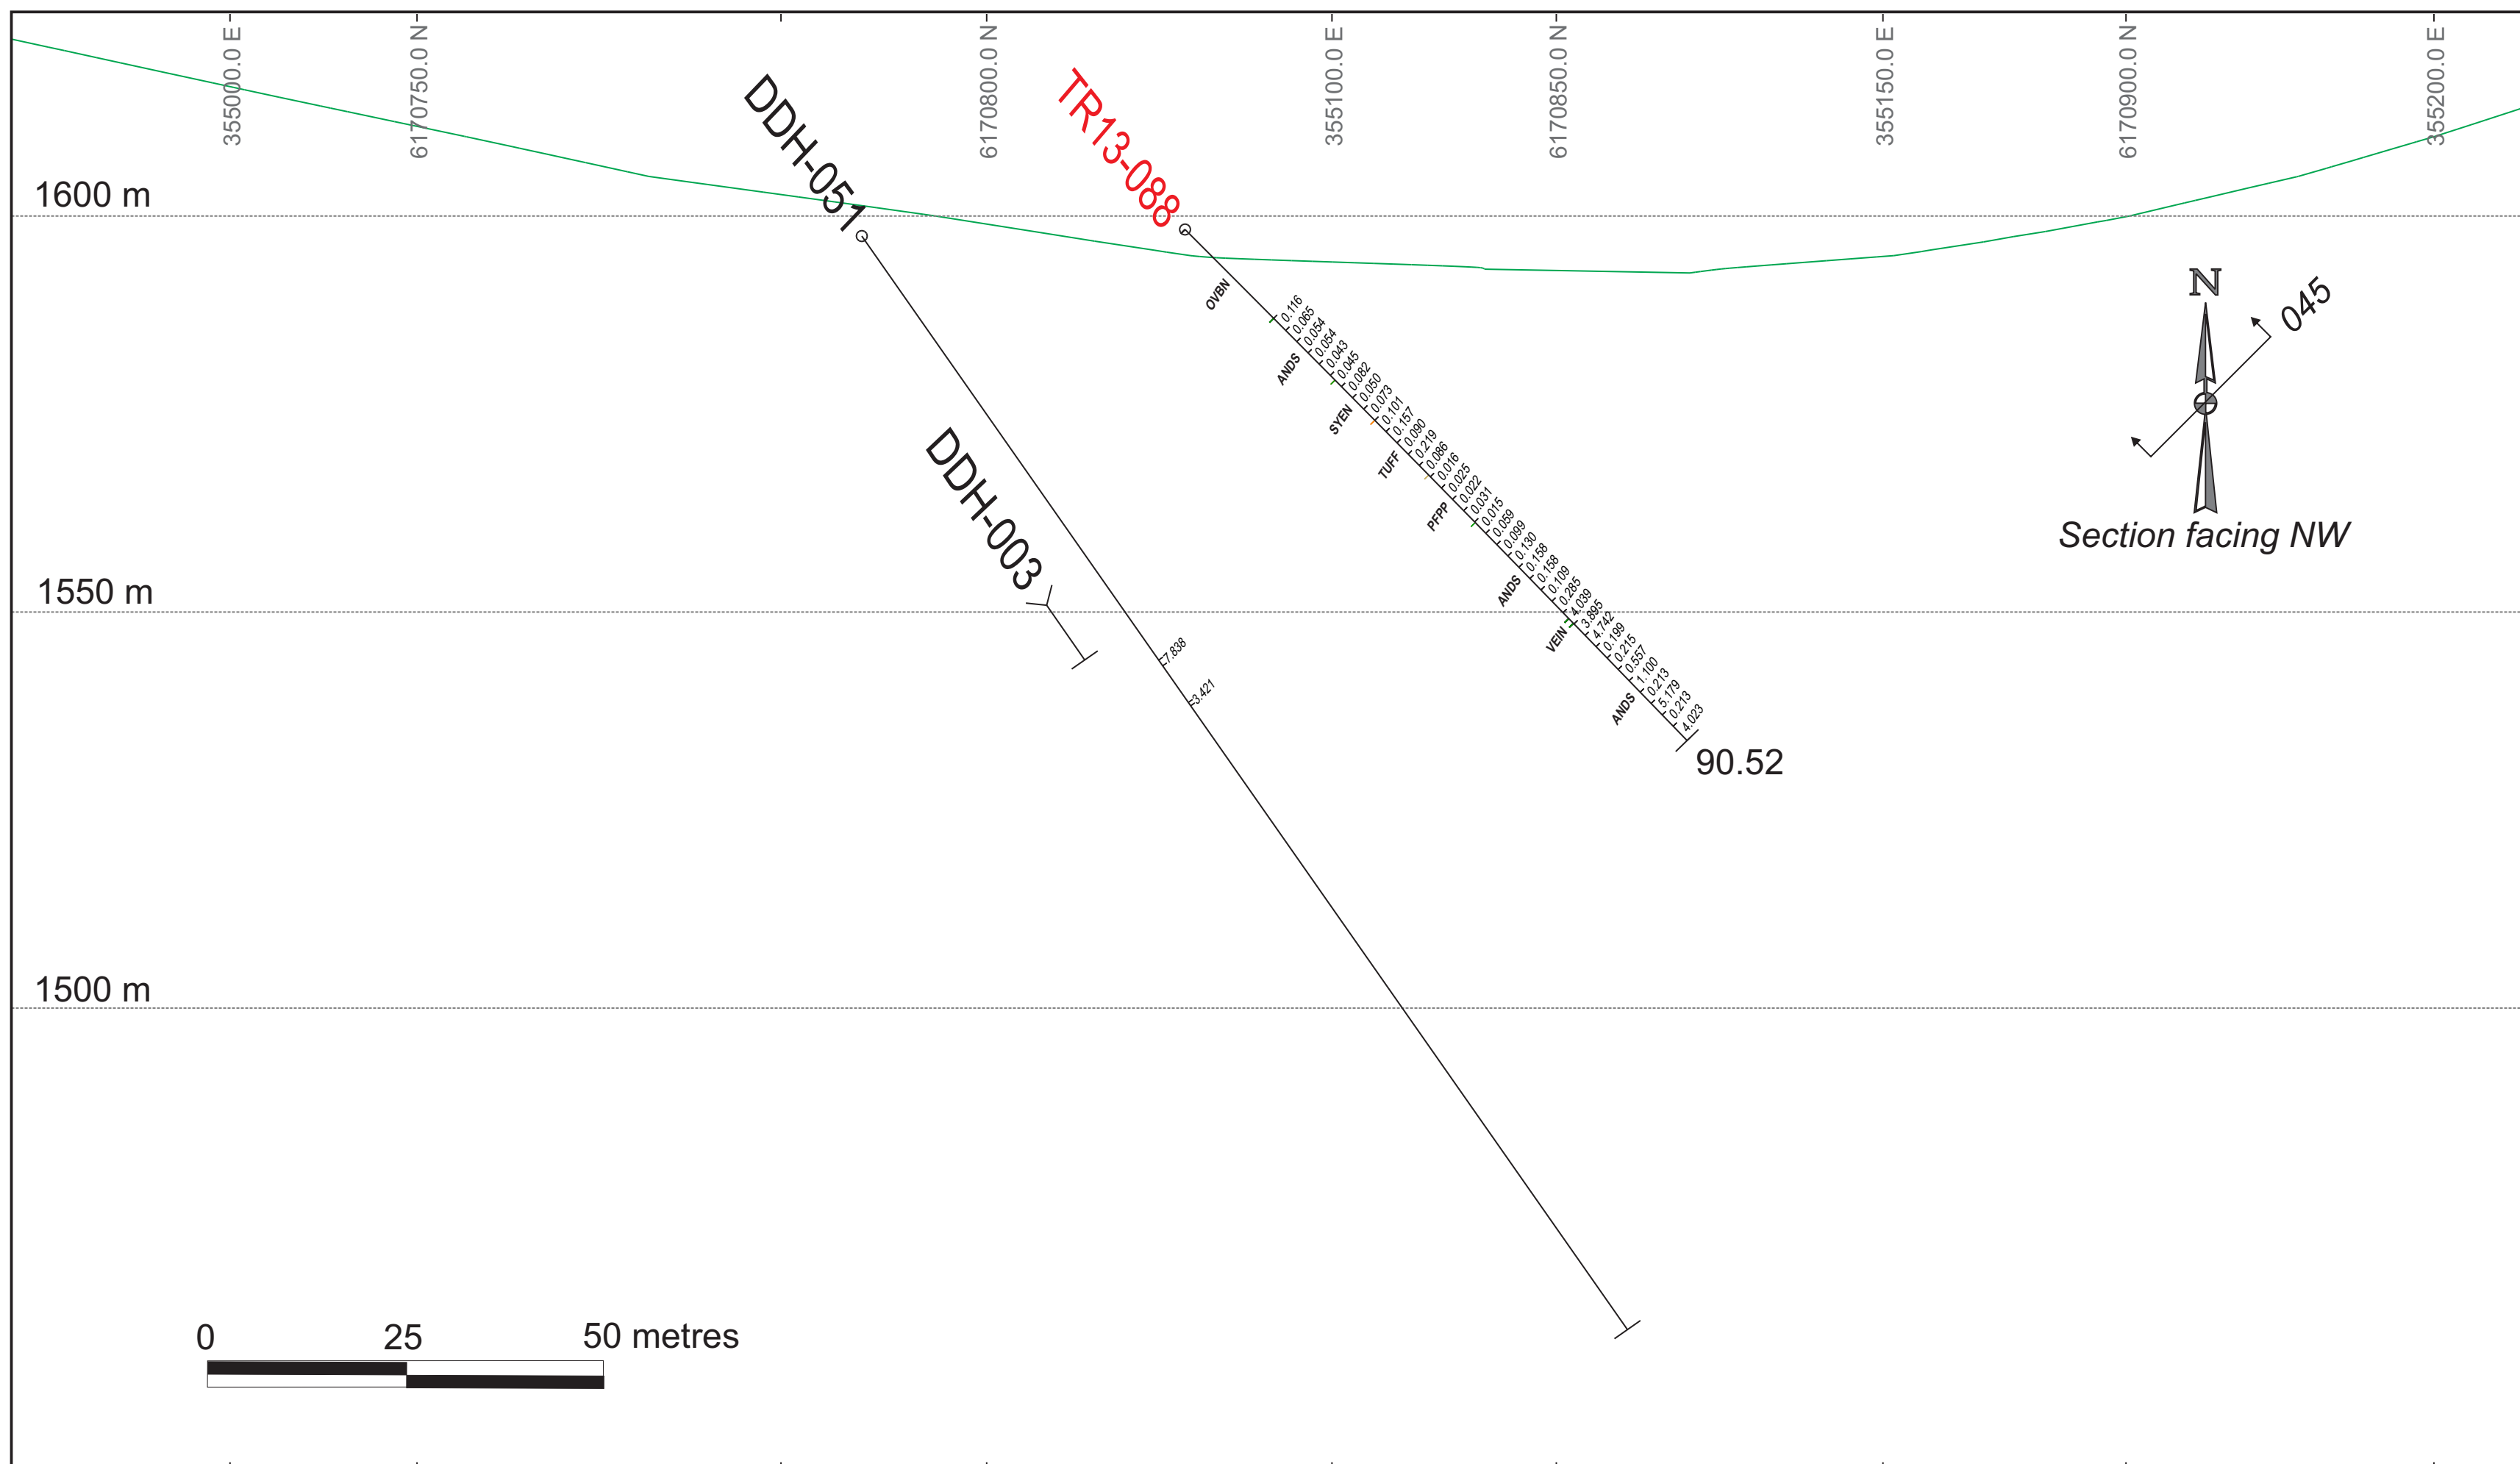 355000.0 E
6170750.0 N
6170800.0 N
355100.0 E
6170850.0 N
355150.0 E
6170900.0 N
355200.0 E
DDH-051
TR13-088
1600 m
N
045
Section facing NW
OVBN
0.116
0.065
0.054
0.054
ANDS
0.043
0.045
0.082
0.050
SYEN
0.073
0.101
0.157
0.090
TUFF
0.219
0.086
0.016
0.025
PFPP
0.022
0.031
0.015
0.059
0.099
0.130
0.158
0.158
ANDS
0.109
0.285
4.039
3.895
VEIN
4.742
0.199
0.215
0.557
1.100
ANDS
0.213
5.179
0.213
4.023
90.52
DDH-003
1550 m
7.838
3.421
1500 m
0 25 50 metres